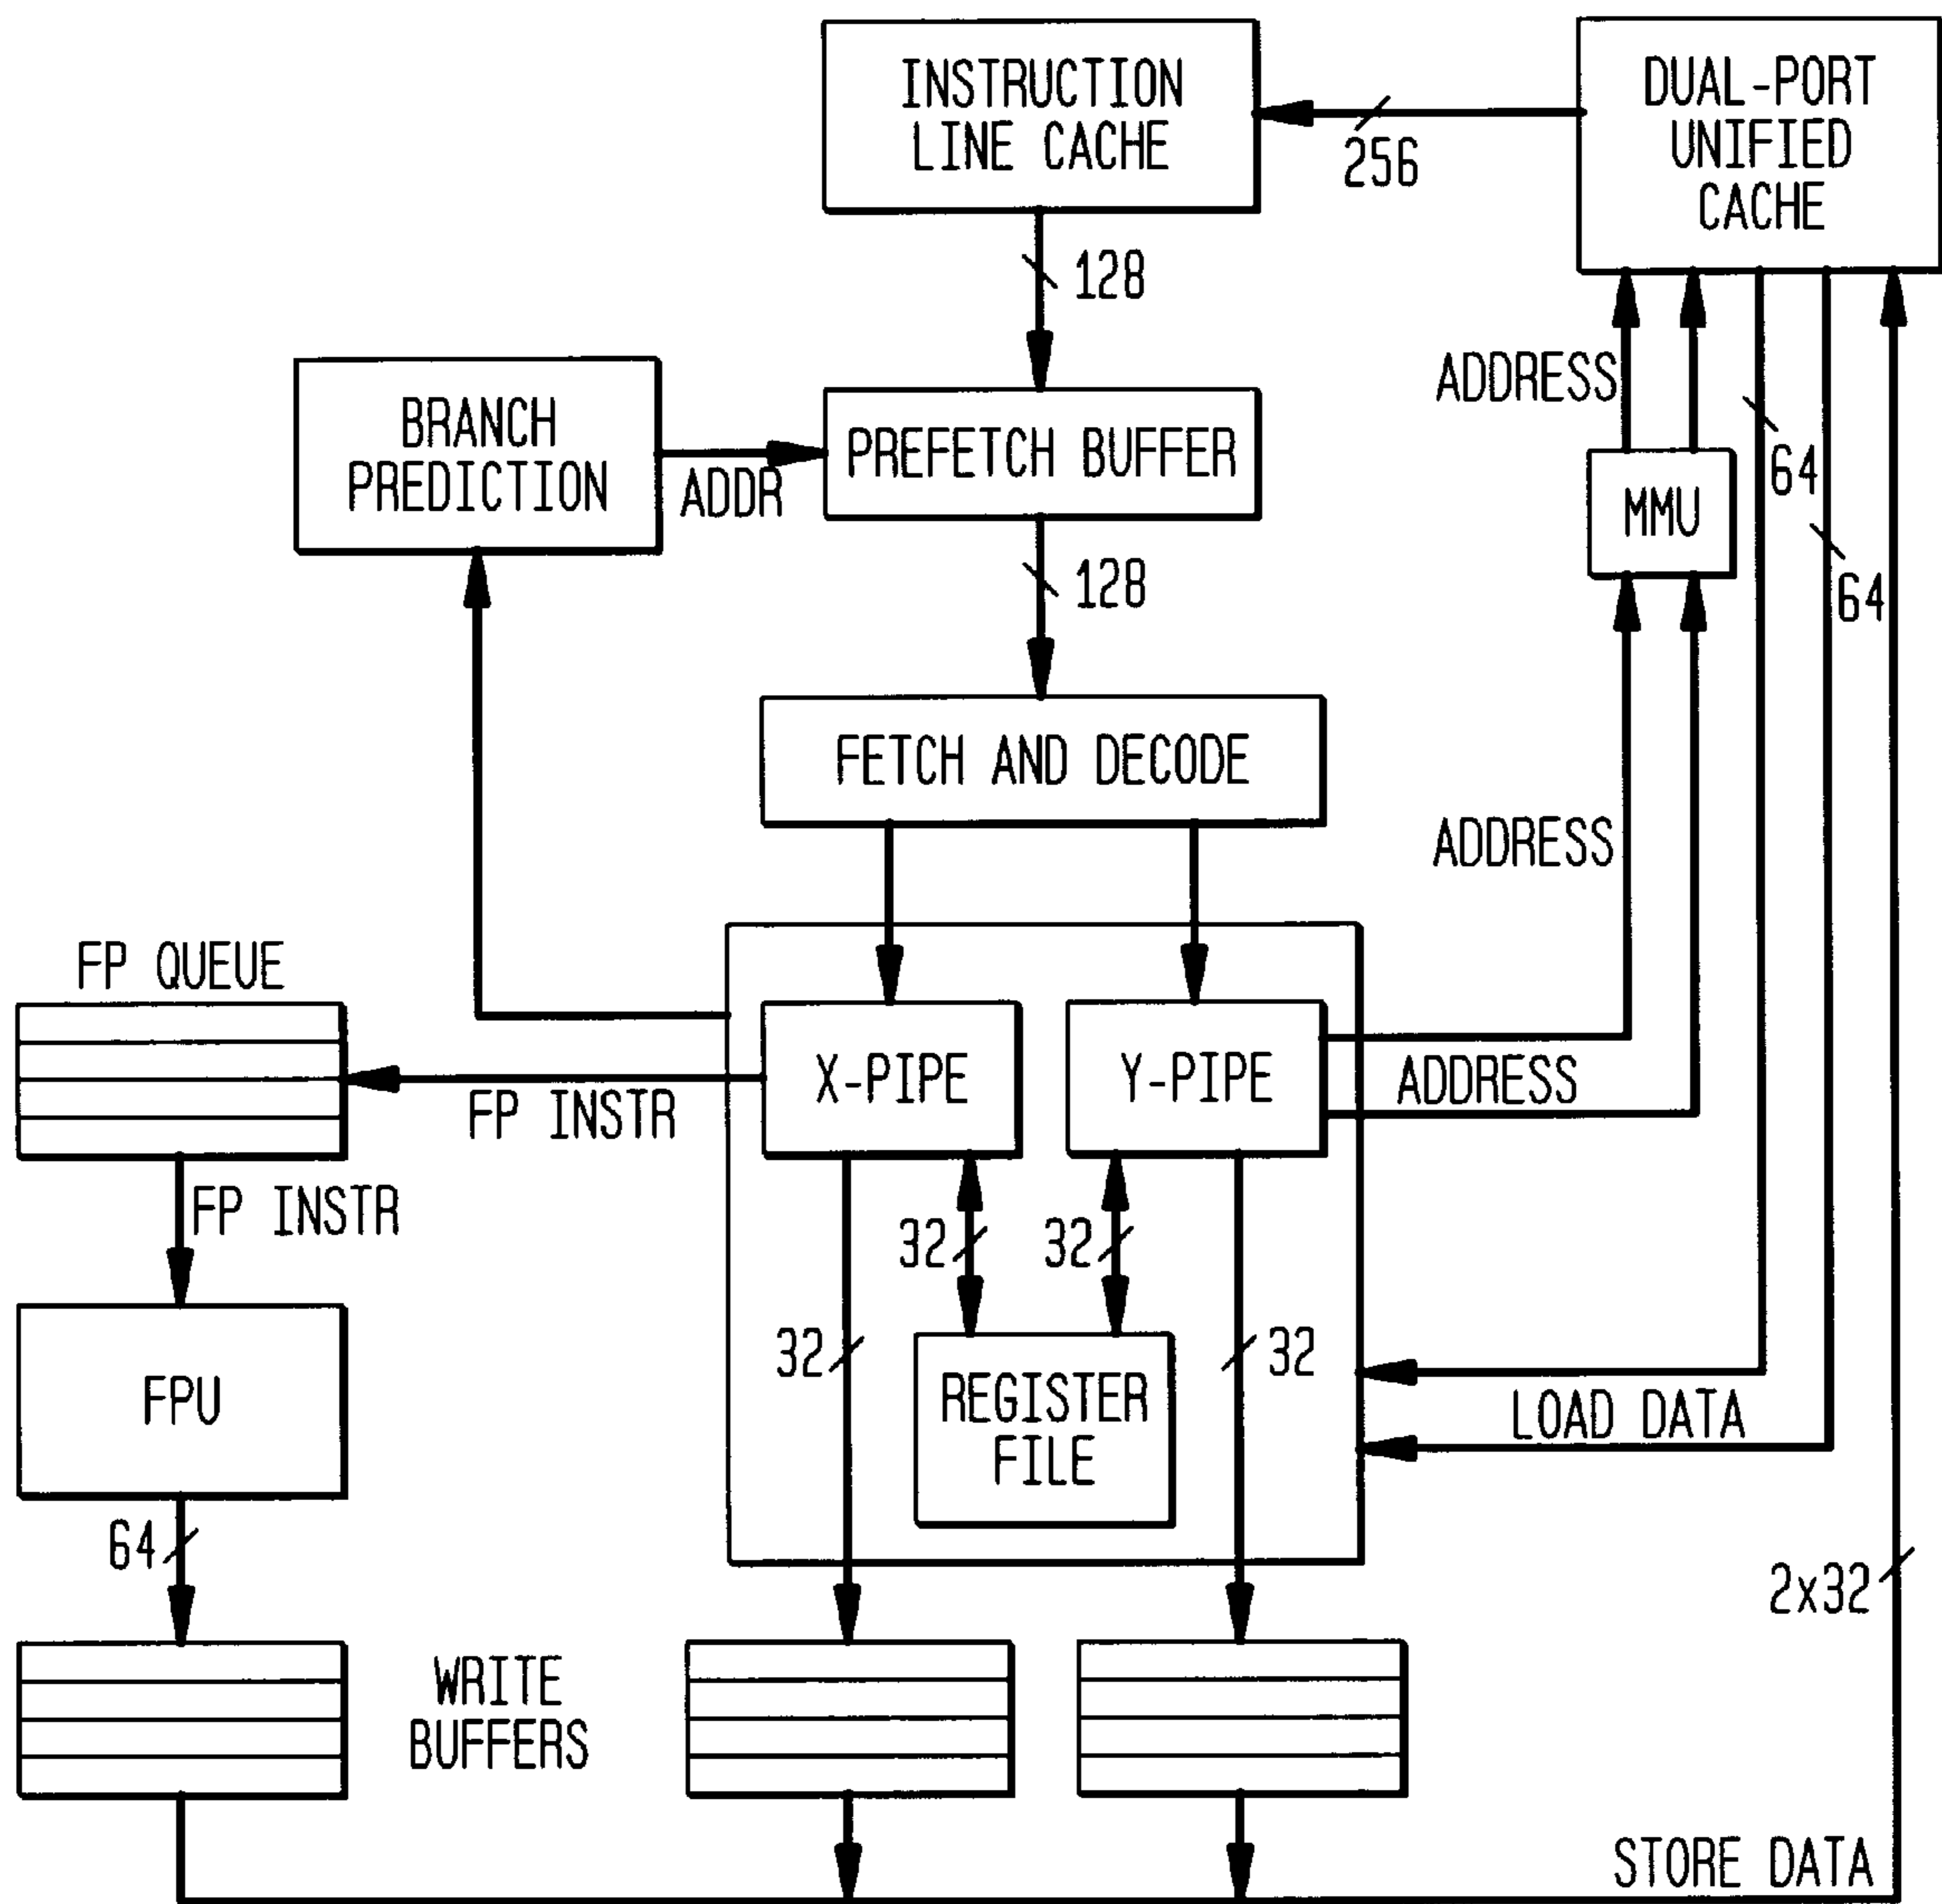 INSTRUCTION
LINE CACHE
DUAL-PORT
UNIFIED
CACHE
256
128
BRANCH
PREDICTION
ADDR
PREFETCH BUFFER
ADDRESS
MMU
64
64
128
FETCH AND DECODE
ADDRESS
FP QUEUE
X-PIPE
Y-PIPE
ADDRESS
FP INSTR
FP INSTR
32
32
32
32
REGISTER
FILE
FPU
LOAD DATA
64
2x32
WRITE
BUFFERS
STORE DATA